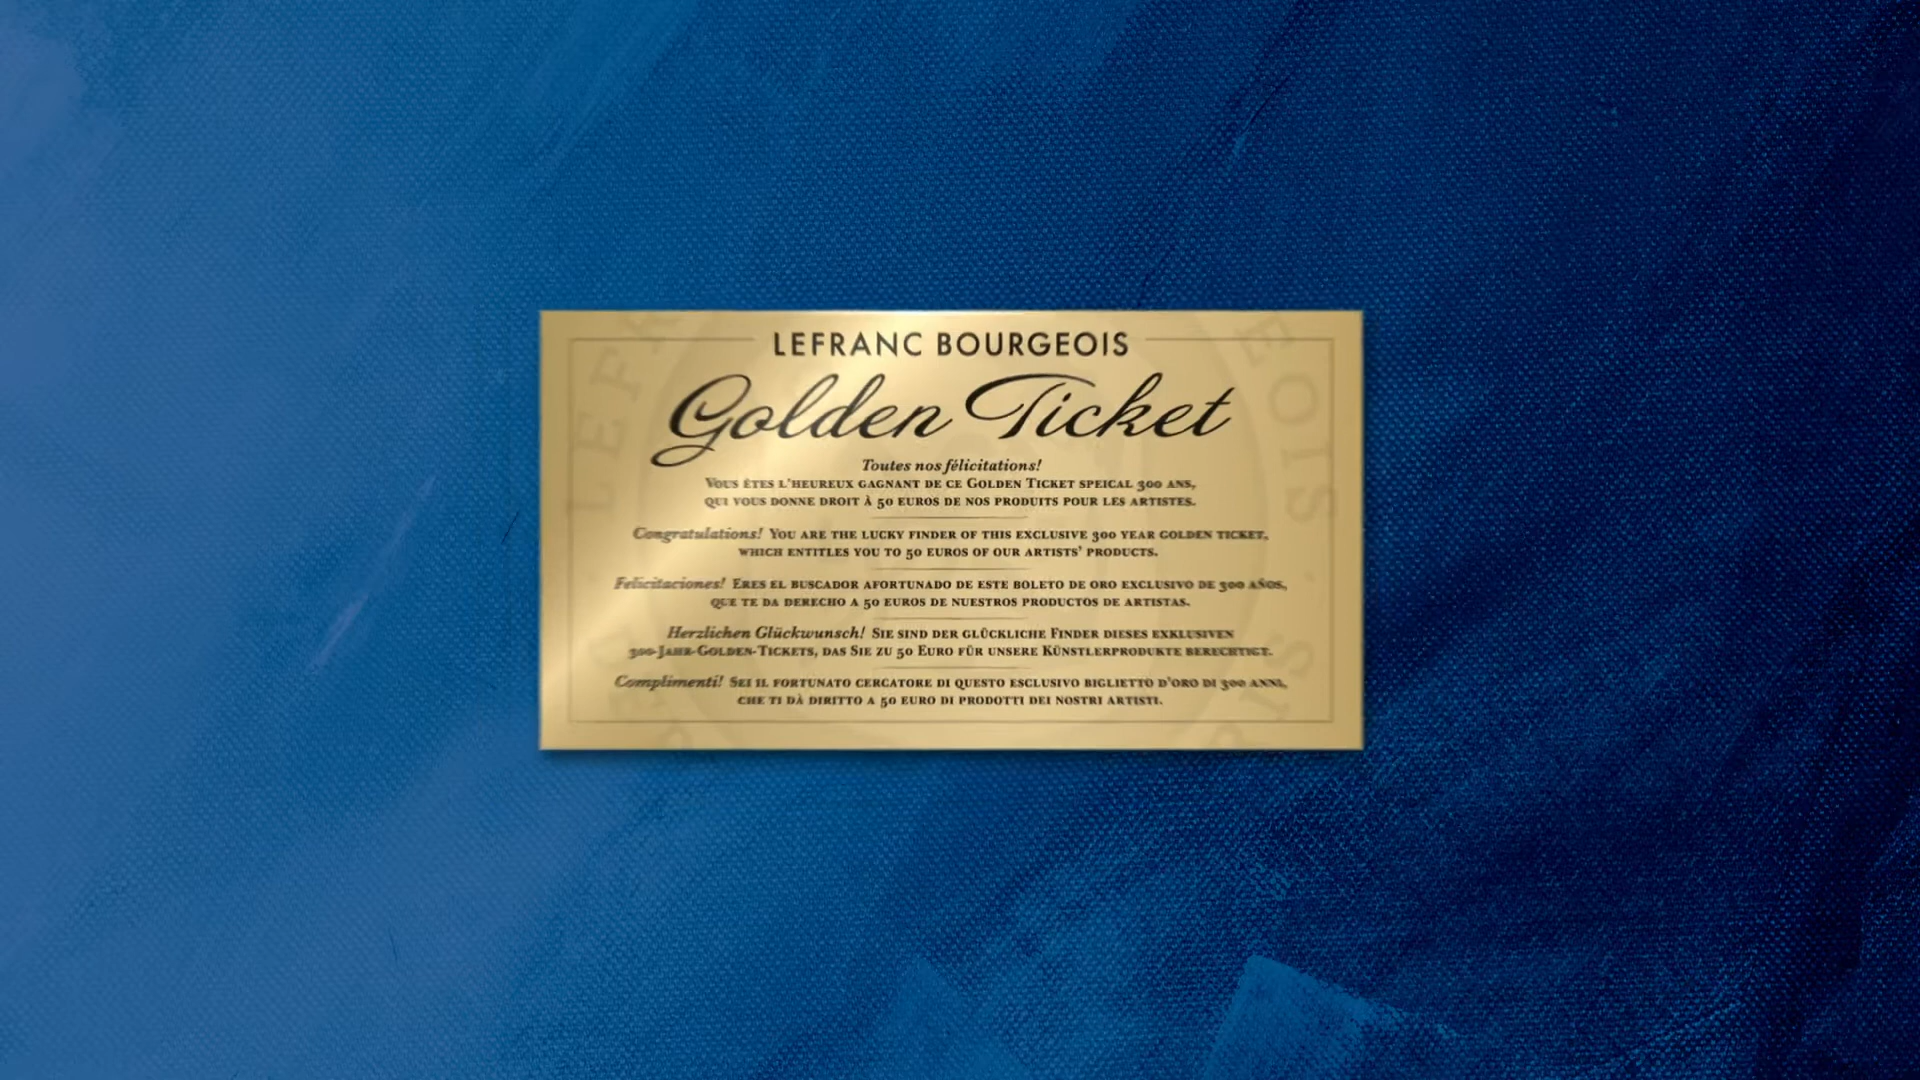 LEFRANC BOURGEOIS
Golden Ticket
Toutes nos félicitations!
Vous êtes l'heureux gagnant de ce Golden Ticket speical 300 ans,
qui vous donne droit à 50 euros de nos produits pour les artistes.
Congratulations! You are the lucky finder of this exclusive 300 year golden ticket,
which entitles you to 50 euros of our artists' products.
Felicitaciones! Eres el buscador afortunado de este boleto de oro exclusivo de 300 años,
que te da derecho a 50 euros de nuestros productos de artistas.
Herzlichen Glückwunsch! Sie sind der glückliche Finder dieses exklusiven
300-Jahr-Golden-Tickets, das Sie zu 50 Euro für unsere Künstlerprodukte berechtigt.
Complimenti! Sei il fortunato cercatore di questo esclusivo biglietto d'oro di 300 anni,
che ti dà diritto a 50 euro di prodotti dei nostri artisti.